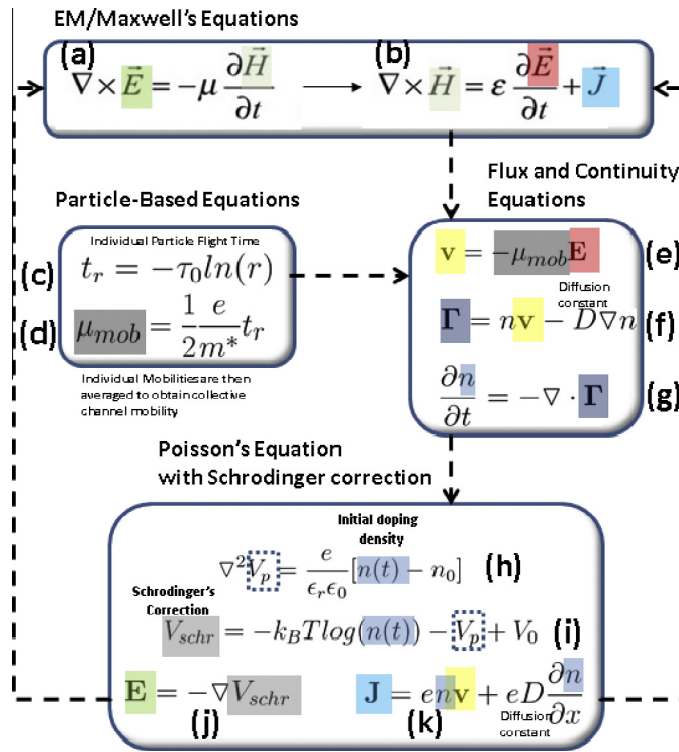 EM/Maxwell's Equations
(a) (b)
∇ × E⃗ = −μ ∂H⃗/∂t → ∇ × H⃗ = ε ∂E⃗/∂t + J⃗
Particle-Based Equations
Individual Particle Flight Time
(c) t_r = −τ_0 ln(r)
(d) μ_mob = (1/2)(e/m*) t_r
Individual Mobilities are then
averaged to obtain collective
channel mobility
Flux and Continuity
Equations
v = −μ_mob E (e)
Diffusion
constant
Γ = nv − D∇n (f)
∂n/∂t = −∇ · Γ (g)
Poisson's Equation
with Schrodinger correction
Initial doping
density
∇²V_p = e/(ϵ_r ϵ_0) [n(t) − n_0] (h)
Schrodinger's
Correction
V_schr = −k_B T log(n(t)) − V_p + V_0 (i)
E = −∇V_schr J = env + eD ∂n/∂x
(j) (k)
Diffusion
constant